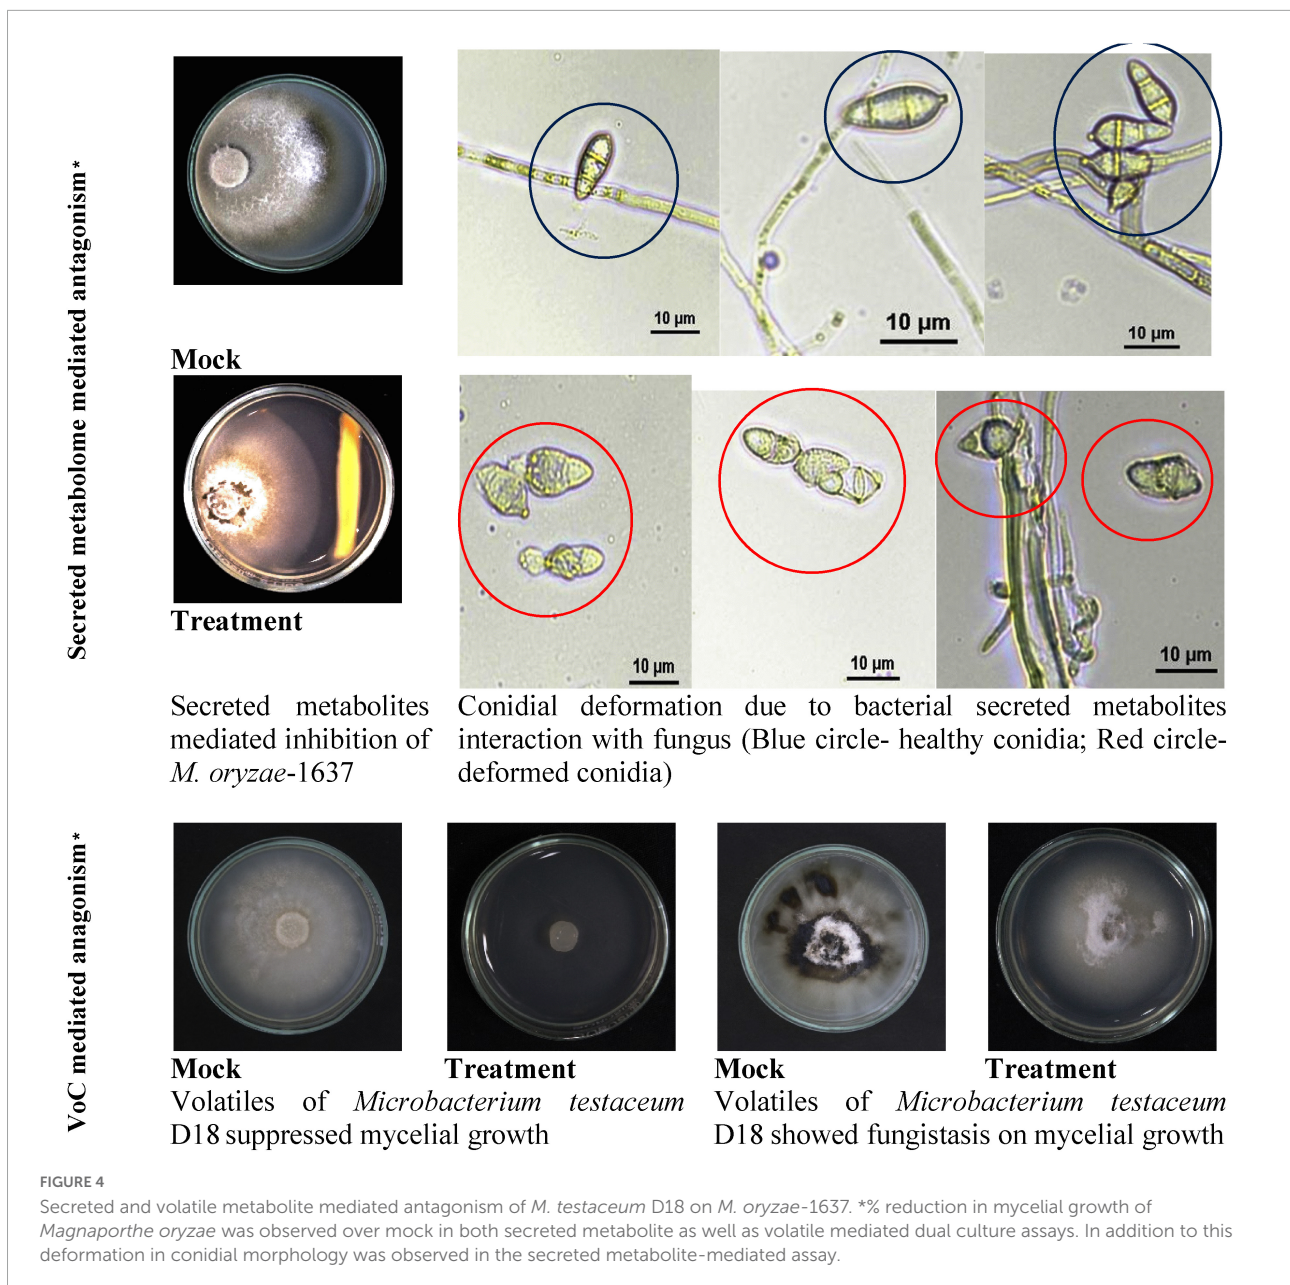 Secreted metabolome mediated antagonism*
10 µm
10 µm
10 µm
Mock
10 µm
10 µm
10 µm
Treatment
Secreted metabolites
mediated inhibition of
M. oryzae-1637
Conidial deformation due to bacterial secreted metabolites
interaction with fungus (Blue circle- healthy conidia; Red circle-
deformed conidia)
VoC mediated anagonism*
Mock
Treatment
Volatiles of Microbacterium testaceum
D18 suppressed mycelial growth
Mock
Treatment
Volatiles of Microbacterium testaceum
D18 showed fungistasis on mycelial growth
FIGURE 4
Secreted and volatile metabolite mediated antagonism of M. testaceum D18 on M. oryzae-1637. *% reduction in mycelial growth of
Magnaporthe oryzae was observed over mock in both secreted metabolite as well as volatile mediated dual culture assays. In addition to this
deformation in conidial morphology was observed in the secreted metabolite-mediated assay.